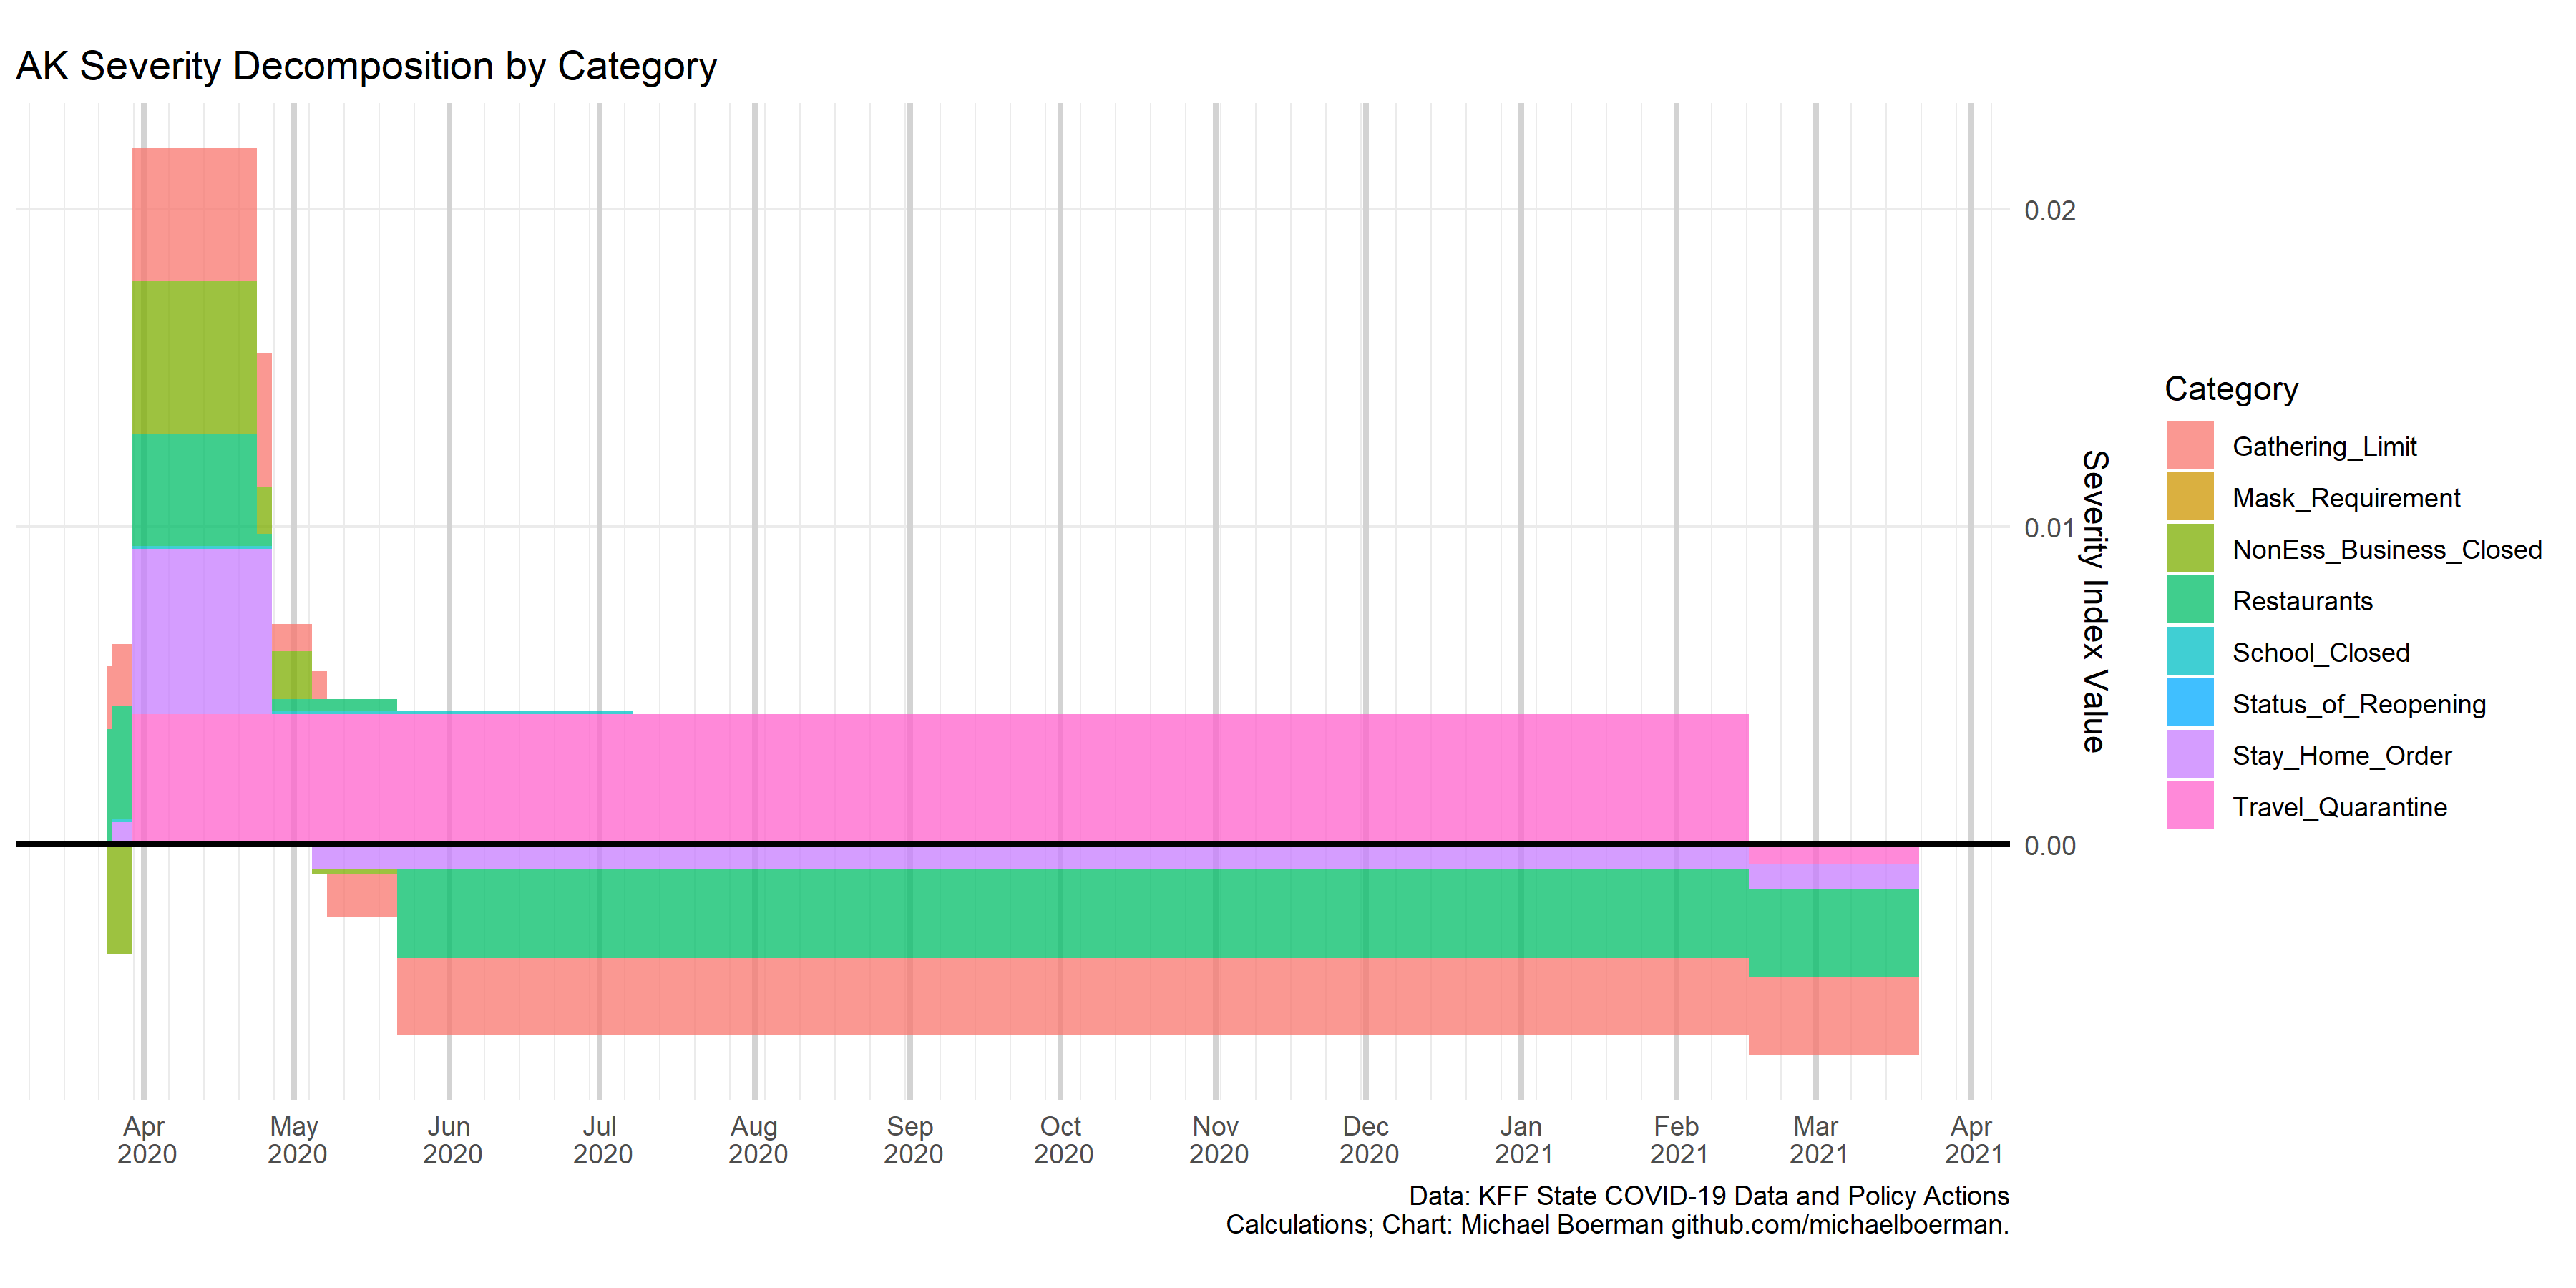 AK Severity Decomposition by Category
0.02
0.01
0.00
Severity Index Value
Category
Gathering_Limit
Mask_Requirement
NonEss_Business_Closed
Restaurants
School_Closed
Status_of_Reopening
Stay_Home_Order
Travel_Quarantine
Apr May Jun Jul Aug Sep Oct Nov Dec Jan Feb Mar Apr
2020 2020 2020 2020 2020 2020 2020 2020 2020 2021 2021 2021 2021
Data: KFF State COVID-19 Data and Policy Actions
Calculations; Chart: Michael Boerman github.com/michaelboerman.